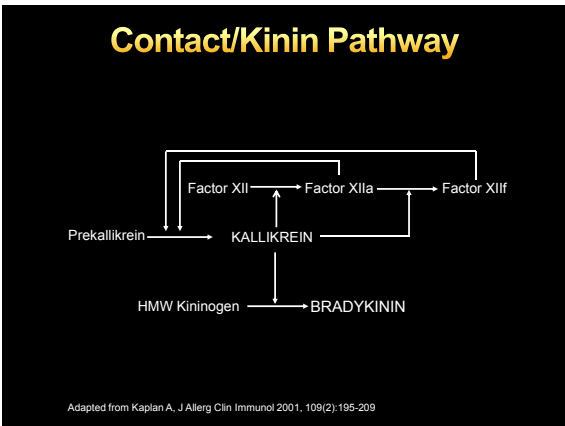 Contact/Kinin Pathway
Factor XII Factor XIIa Factor XIIf
Prekallikrein KALLIKREIN
HMW Kininogen BRADYKININ
Adapted from Kaplan A, J Allerg Clin Immunol 2001, 109(2):195-209